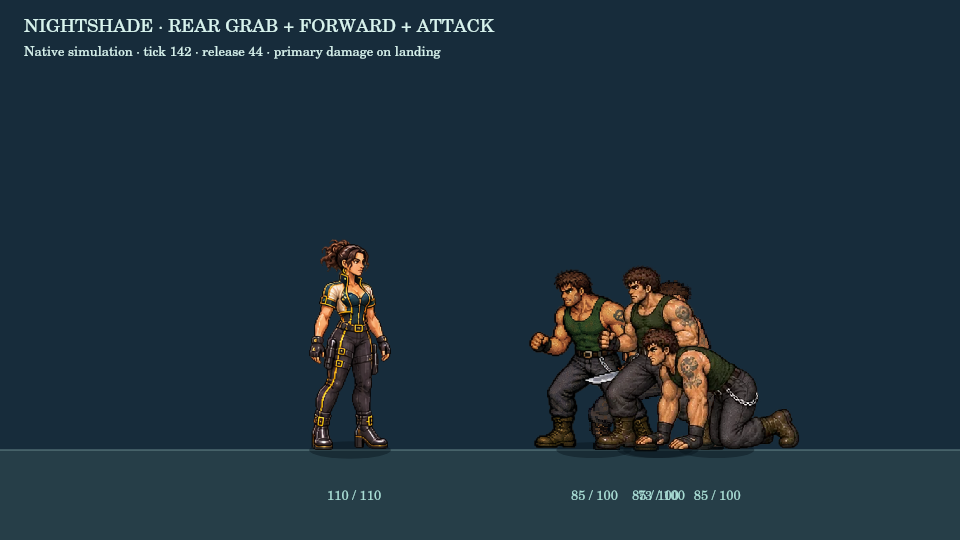 NIGHTSHADE · REAR GRAB + FORWARD + ATTACK
Native simulation · tick 142 · release 44 · primary damage on landing
110 / 110 85 / 100 85 / 100